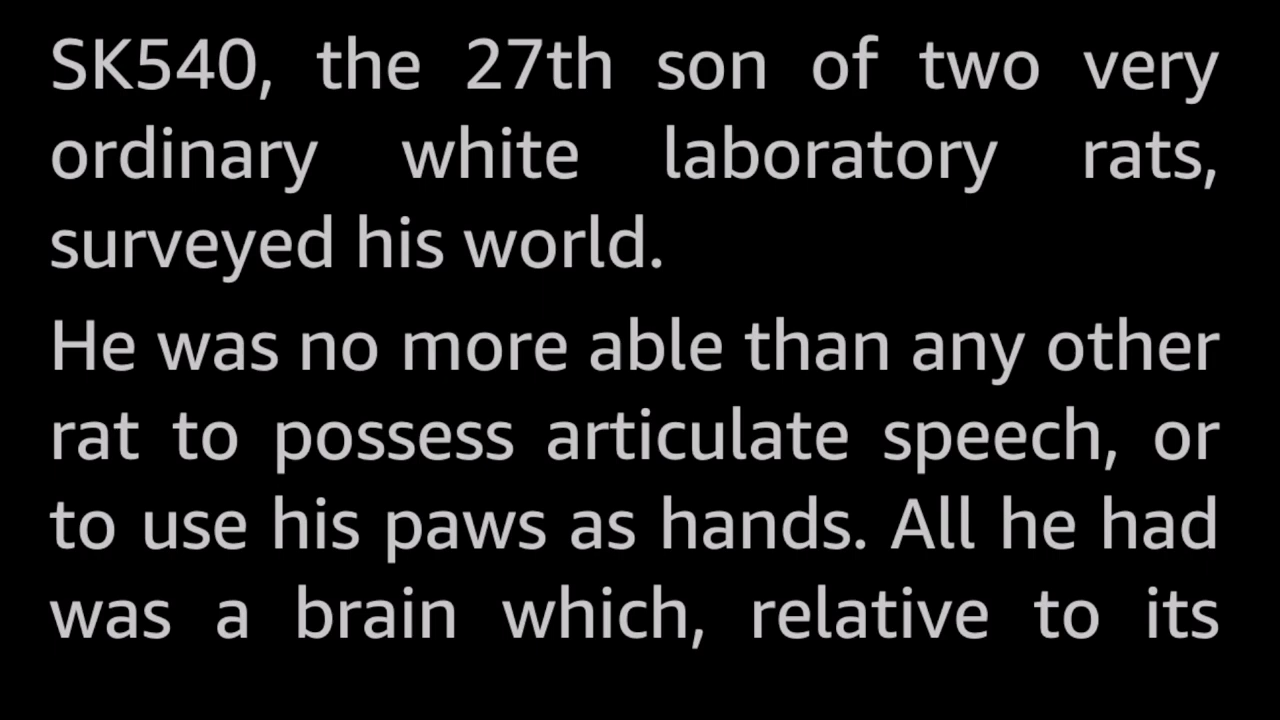 SK540, the 27th son of two very
ordinary white laboratory rats,
surveyed his world.
He was no more able than any other
rat to possess articulate speech, or
to use his paws as hands. All he had
was a brain which, relative to its